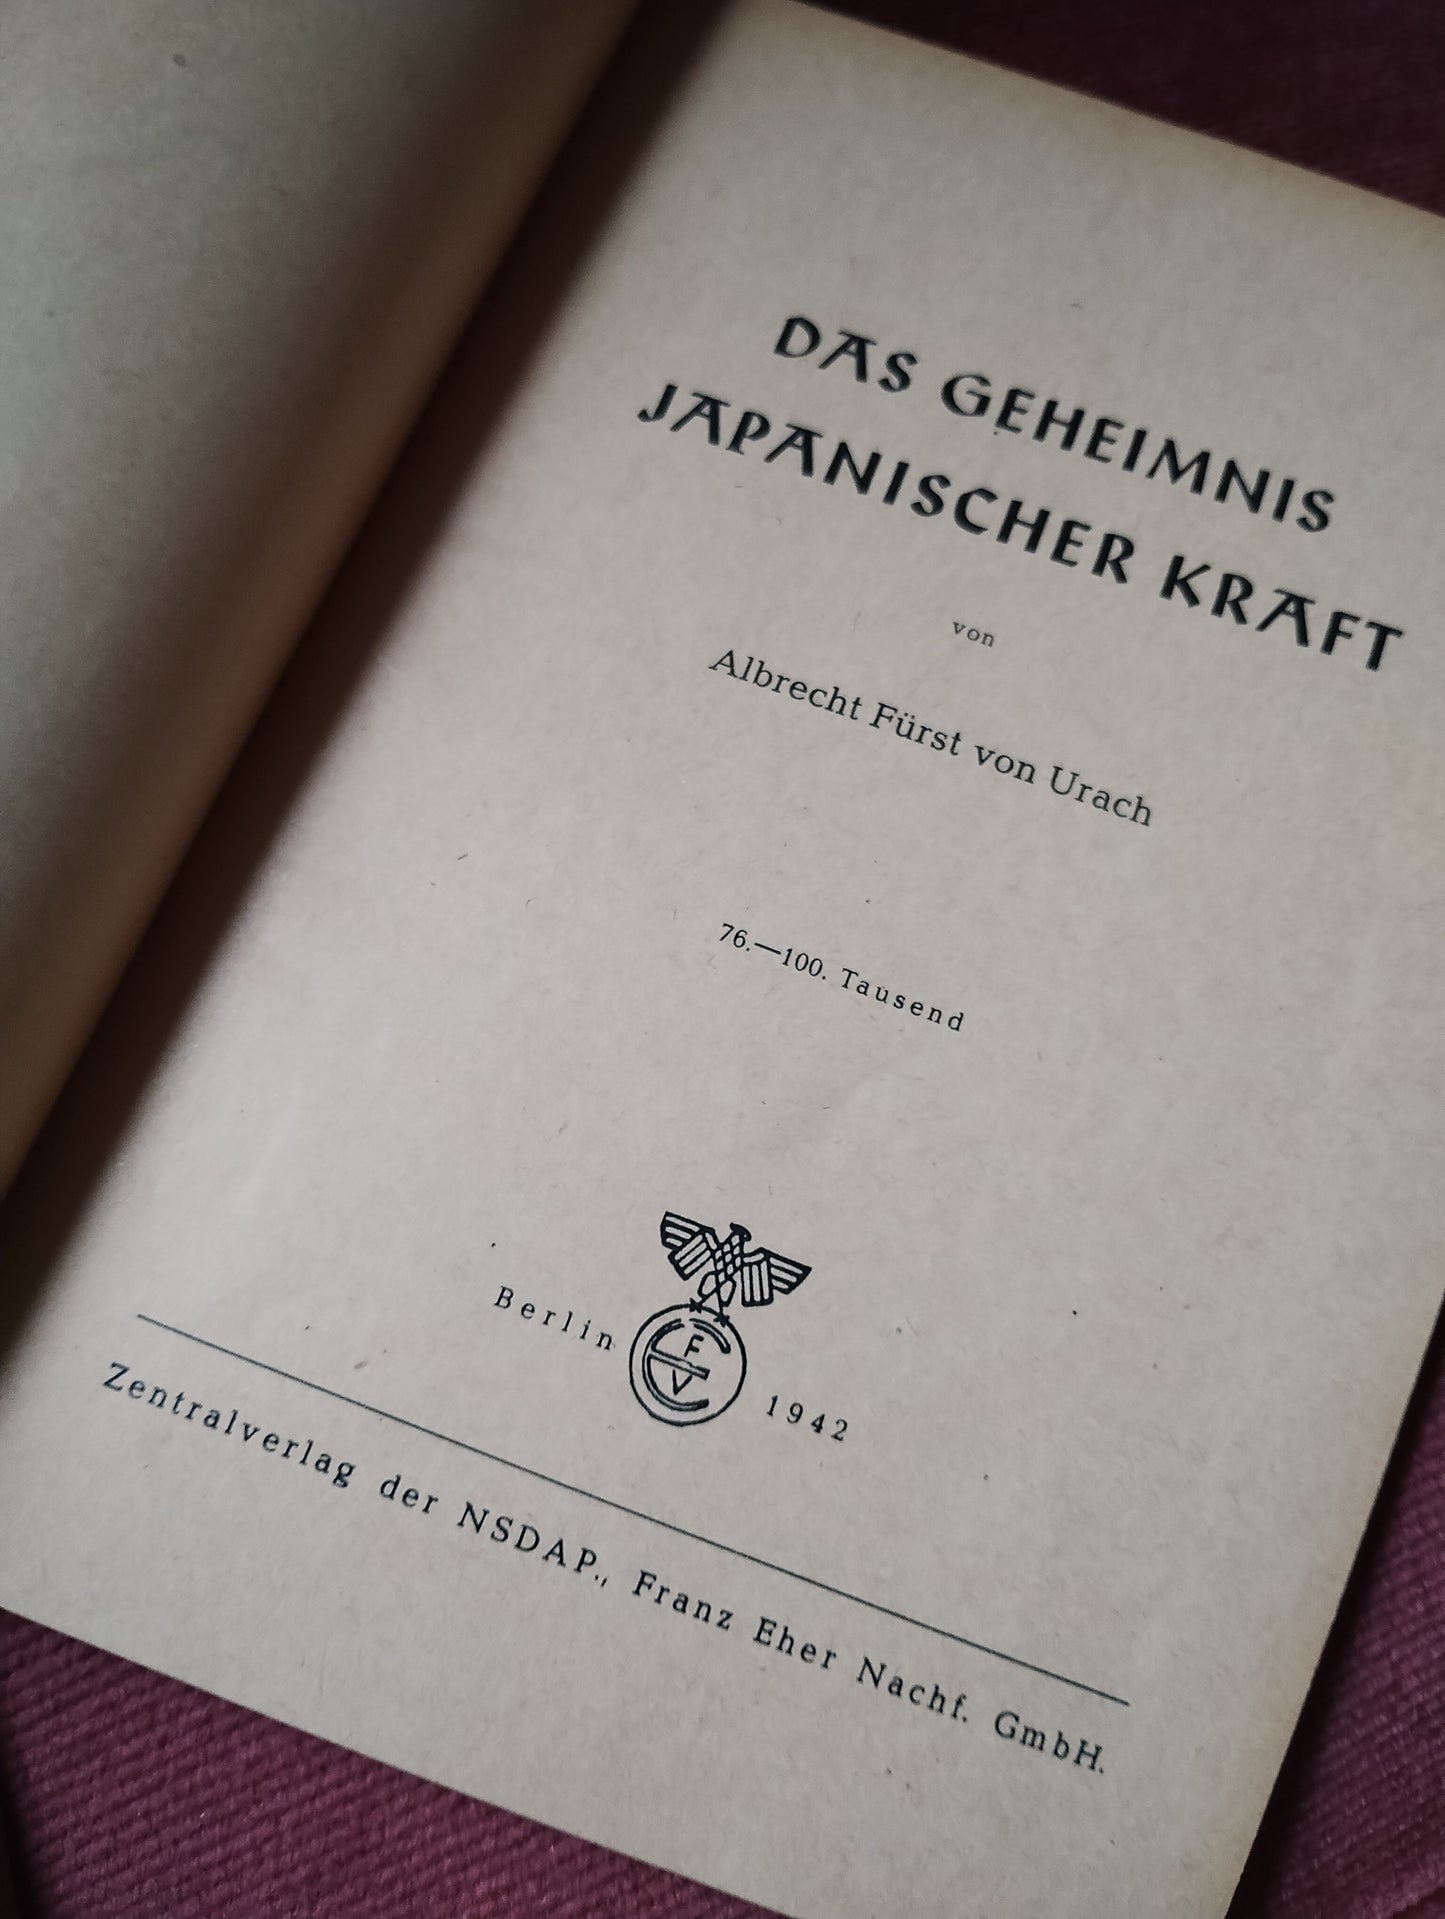 DAS GEHEIMNIS
JAPANISCHER KRAFT
von
Albrecht Fürst von Urach
76.—100. Tausend
Berlin 1942
F
V
Zentralverlag der NSDAP., Franz Eher Nachf. GmbH.